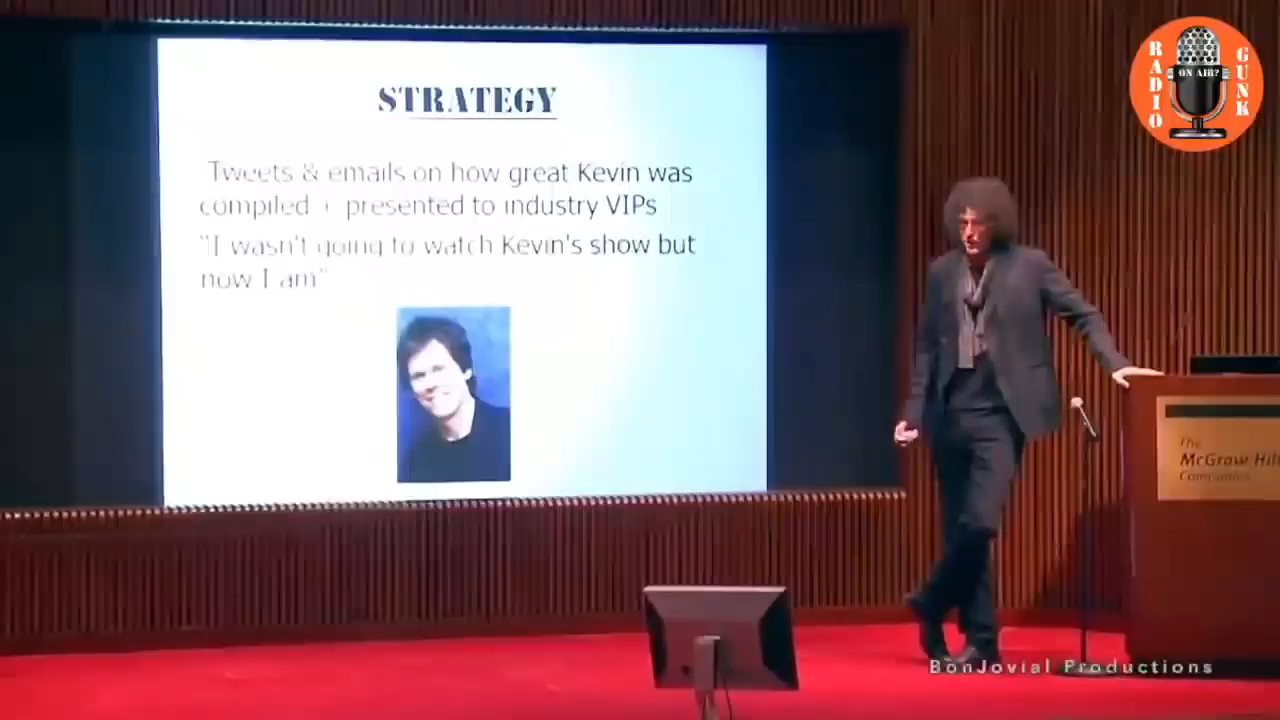 STRATEGY
Tweets & emails on how great Kevin was
compiled + presented to industry VIPs
"I wasn't going to watch Kevin's show but
now I am"
RADIO
ON AIR?
GUNK
The
McGraw Hill
Companies
BonJovial Productions